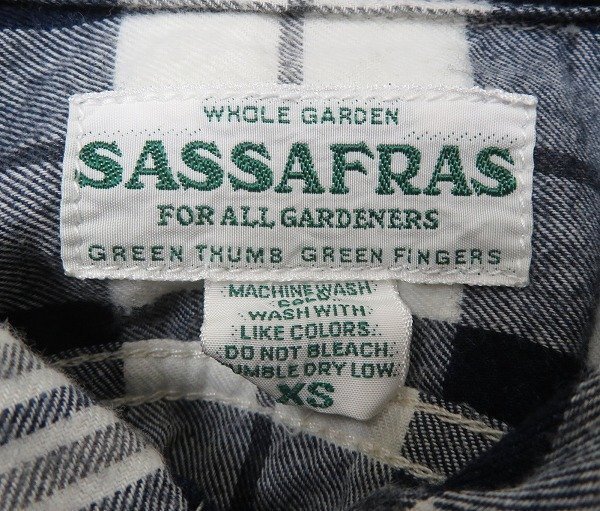 WHOLE GARDEN
SASSAFRAS
FOR ALL GARDENERS
GREEN THUMB GREEN FINGERS
MACHINE WASH
COLD
WASH WITH
LIKE COLORS.
DO NOT BLEACH.
TUMBLE DRY LOW.
XS